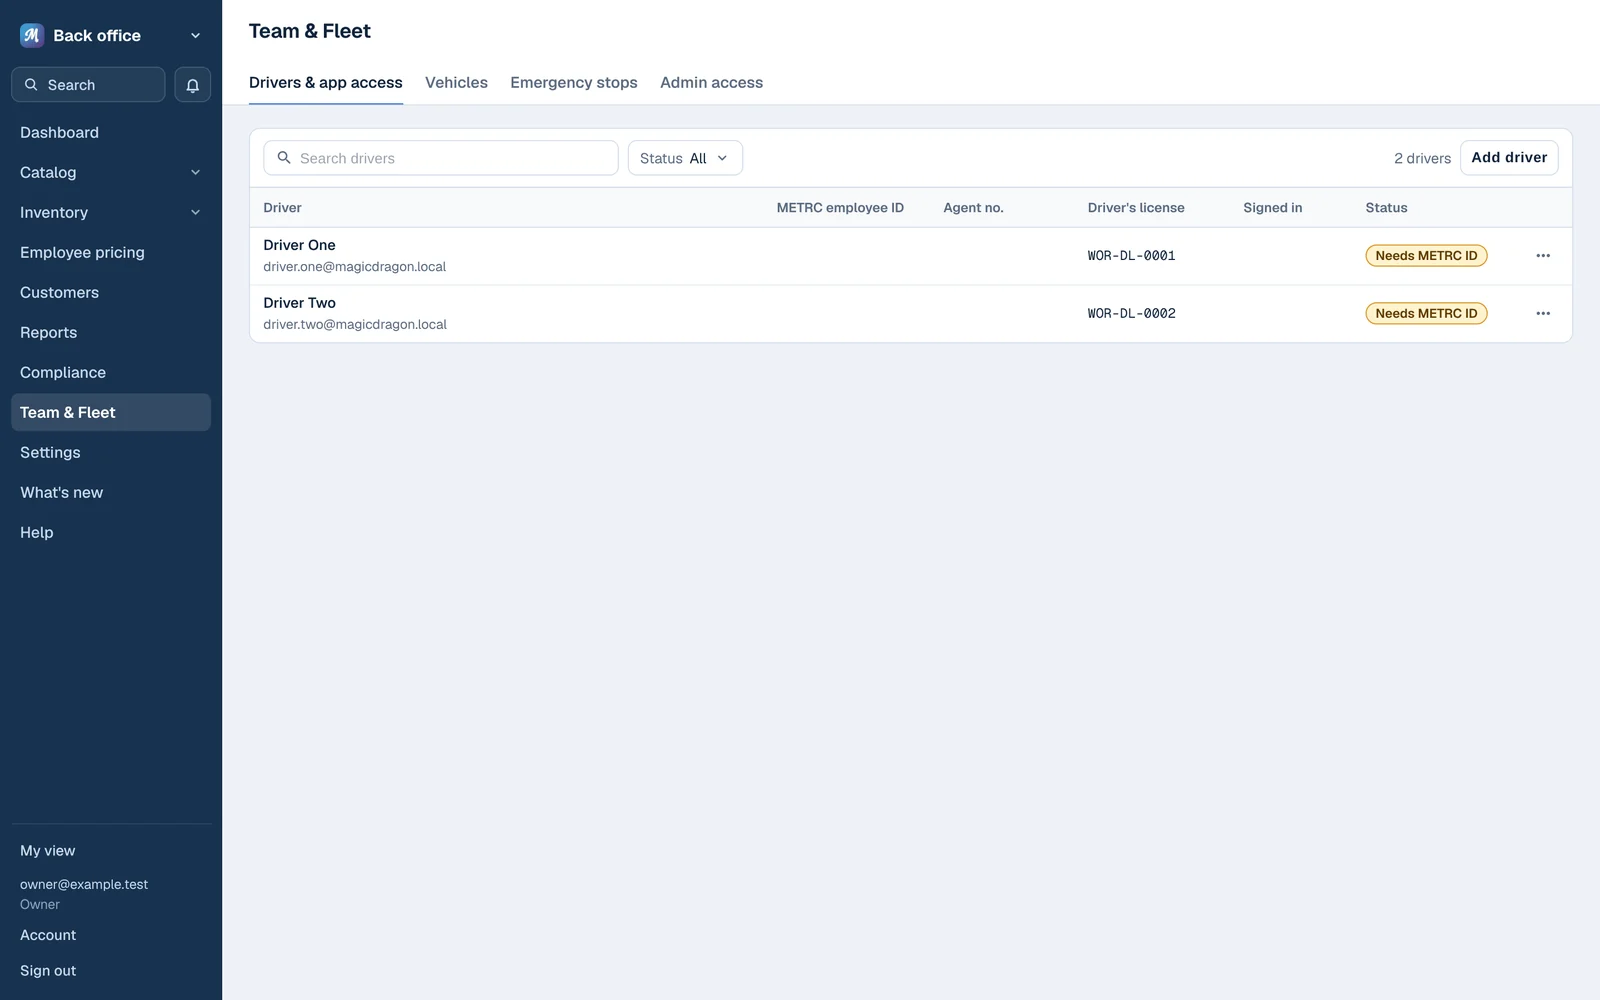 Back office
Search
Dashboard
Catalog
Inventory
Employee pricing
Customers
Reports
Compliance
Team & Fleet
Settings
What's new
Help
My view
owner@example.test
Owner
Account
Sign out
Team & Fleet
Drivers & app access Vehicles Emergency stops Admin access
Search drivers Status All 2 drivers Add driver
Driver METRC employee ID Agent no. Driver's license Signed in Status
Driver One
driver.one@magicdragon.local
WOR-DL-0001 Needs METRC ID
Driver Two
driver.two@magicdragon.local
WOR-DL-0002 Needs METRC ID